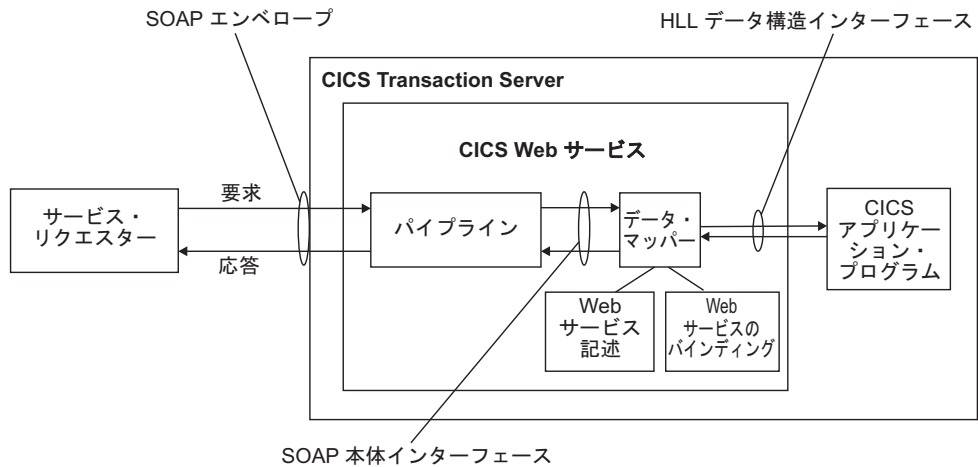 SOAP エンベロープ
HLL データ構造インターフェース
CICS Transaction Server
CICS Web サービス
サービス・
リクエスター
要求
応答
パイプライン
データ・
マッパー
CICS
アプリケー
ション・
プログラム
Web
サービス
記述
Web
サービスの
バインディング
SOAP 本体インターフェース